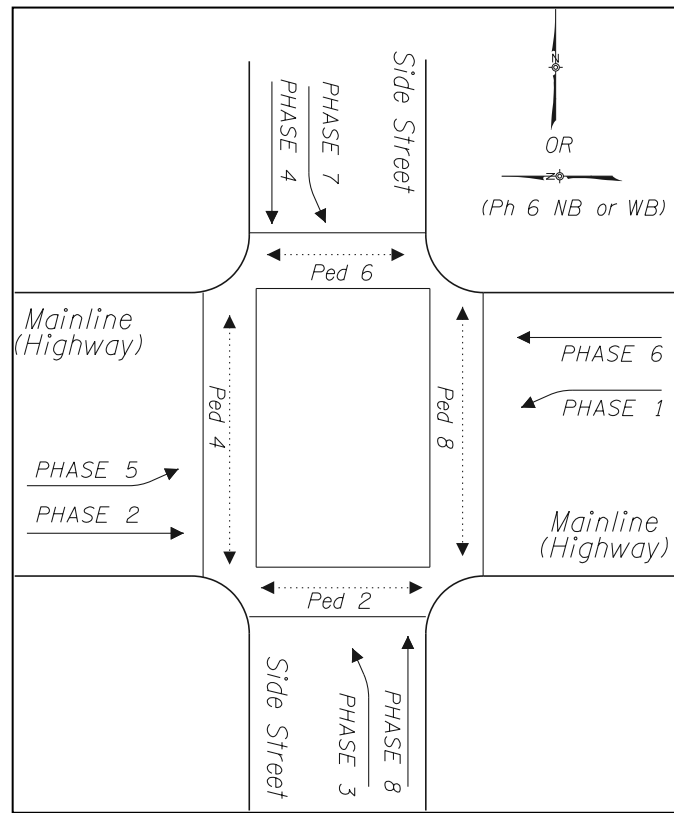 Side Street
PHASE 7
PHASE 4
N
OR
N
(Ph 6 NB or WB)
Ped 6
Mainline
(Highway)
PHASE 6
PHASE 1
Ped 4
Ped 8
PHASE 5
PHASE 2
Mainline
(Highway)
Ped 2
Side Street
PHASE 3
PHASE 8